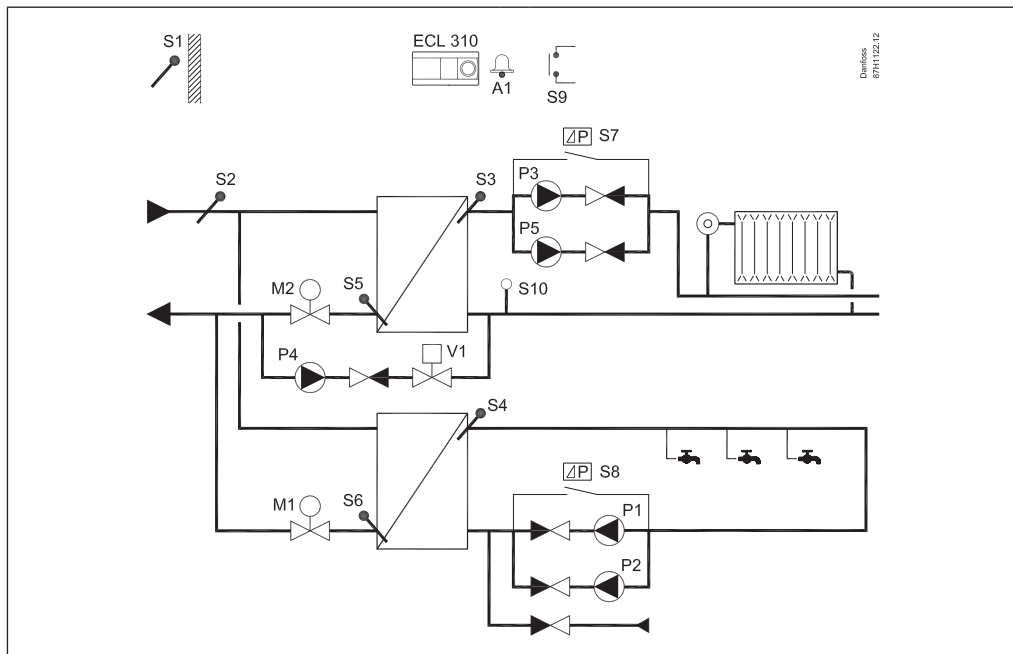 S1
ECL 310
A1
S9
Danfoss
87H1122.12
⊿P S7
P3
S2
S3
P5
M2
S5
S10
P4
V1
S4
⊿P S8
M1
S6
P1
P2